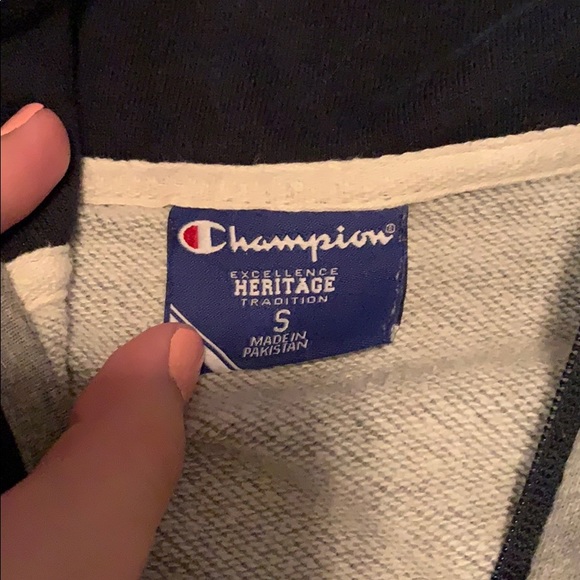 Champion®
EXCELLENCE
HERITAGE
TRADITION
S
MADE IN
PAKISTAN